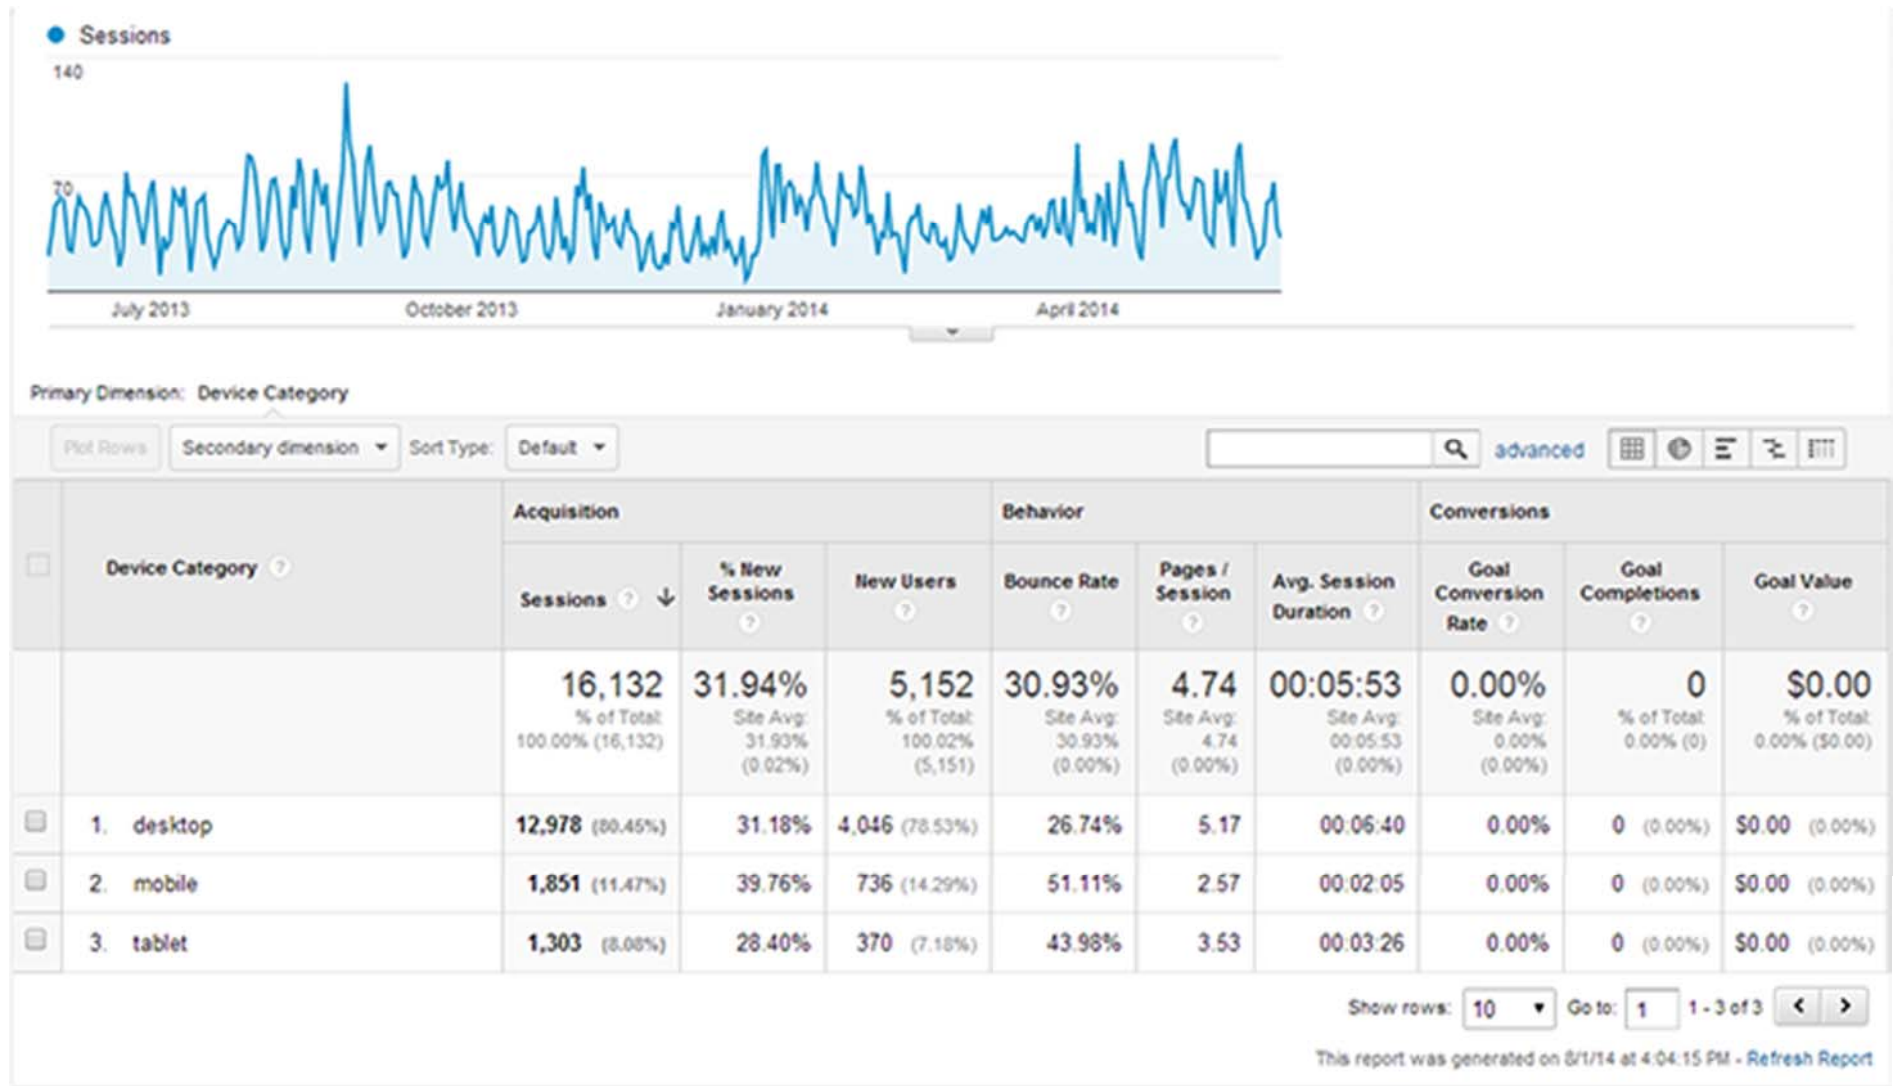 Sessions
140
70
July 2013 October 2013 January 2014 April 2014
Primary Dimension: Device Category
Plot Rows Secondary dimension Sort Type: Default advanced
Acquisition Behavior Conversions
Device Category ? Sessions ? % New Sessions ? New Users ? Bounce Rate ? Pages / Session ? Avg. Session Duration ? Goal Conversion Rate ? Goal Completions ? Goal Value ?
16,132 31.94% 5,152 30.93% 4.74 00:05:53 0.00% 0 $0.00
% of Total: Site Avg: % of Total: Site Avg: Site Avg: Site Avg: Site Avg: % of Total: % of Total:
100.00% (16,132) 31.93% 100.02% 30.93% 4.74 00:05:53 0.00% 0.00% (0) 0.00% ($0.00)
(0.02%) (5,151) (0.00%) (0.00%) (0.00%) (0.00%)
1. desktop 12,978 (80.45%) 31.18% 4,046 (78.53%) 26.74% 5.17 00:06:40 0.00% 0 (0.00%) $0.00 (0.00%)
2. mobile 1,851 (11.47%) 39.76% 736 (14.29%) 51.11% 2.57 00:02:05 0.00% 0 (0.00%) $0.00 (0.00%)
3. tablet 1,303 (8.08%) 28.40% 370 (7.18%) 43.98% 3.53 00:03:26 0.00% 0 (0.00%) $0.00 (0.00%)
Show rows: 10 Go to: 1 1 - 3 of 3
This report was generated on 8/1/14 at 4:04:15 PM - Refresh Report